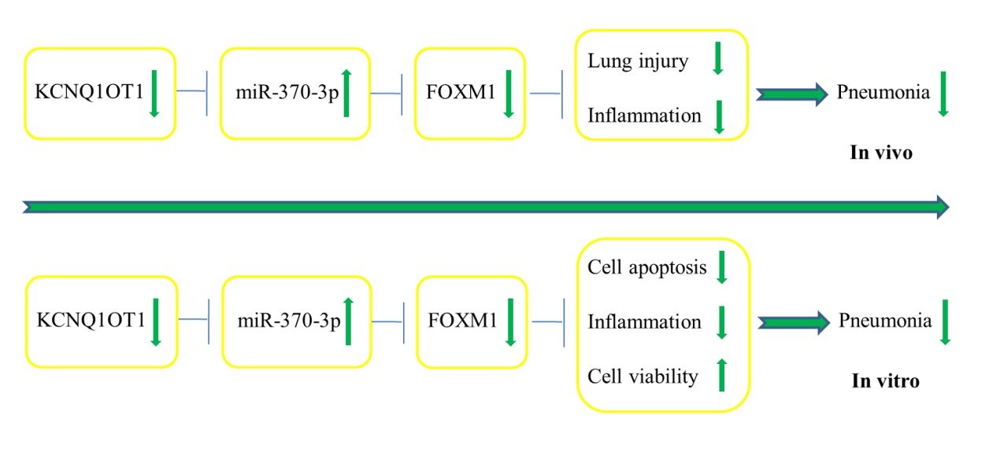 KCNQ1OT1
miR-370-3p
FOXM1
Lung injury
Inflammation
Pneumonia
In vivo
KCNQ1OT1
miR-370-3p
FOXM1
Cell apoptosis
Inflammation
Cell viability
Pneumonia
In vitro